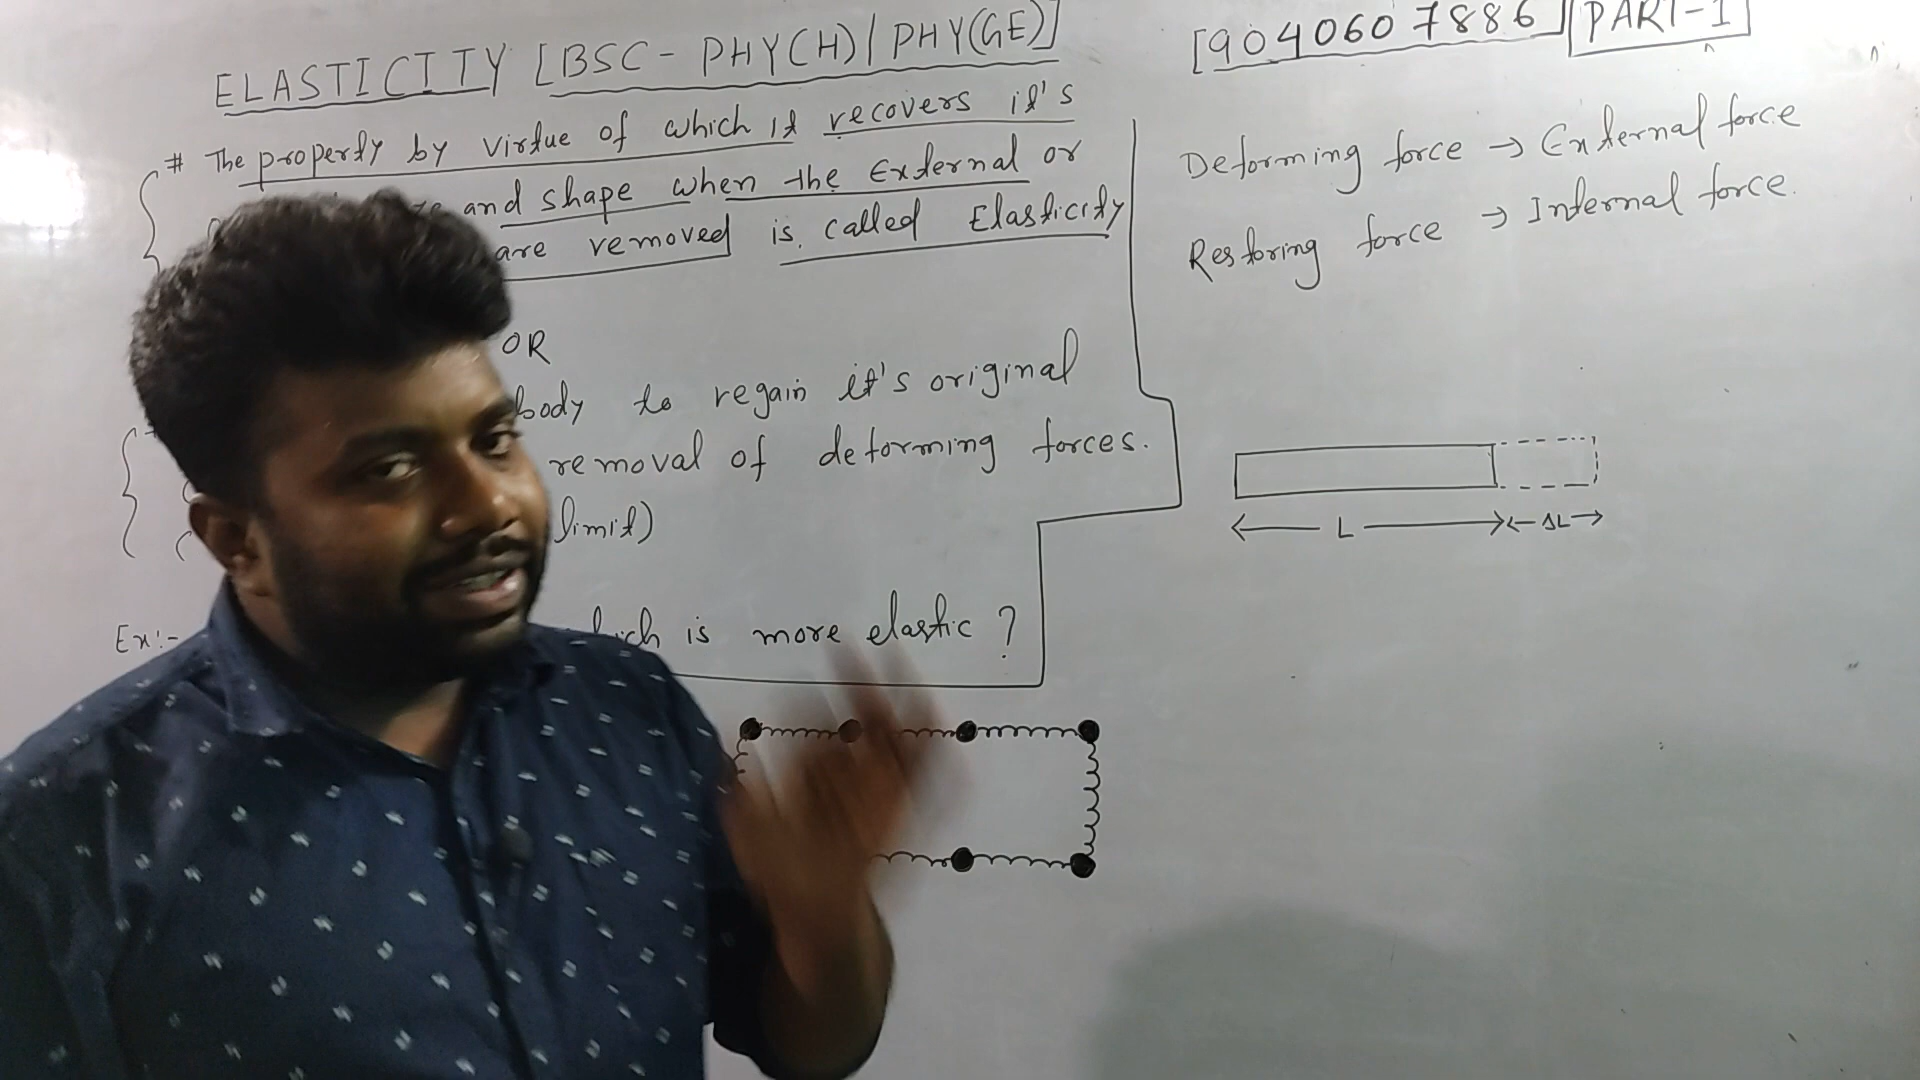 ELASTICITY [BSC - PHY(H) / PHY(GE)]
[9040607886] PART-1
# The property by virtue of which it recovers it's
and shape when the External or
are removed is called Elasticity
OR
body to regain it's original
removal of deforming forces.
limit)
Ex:- is more elastic ?
Deforming force → External force
Restoring force → Internal force.
L ΔL